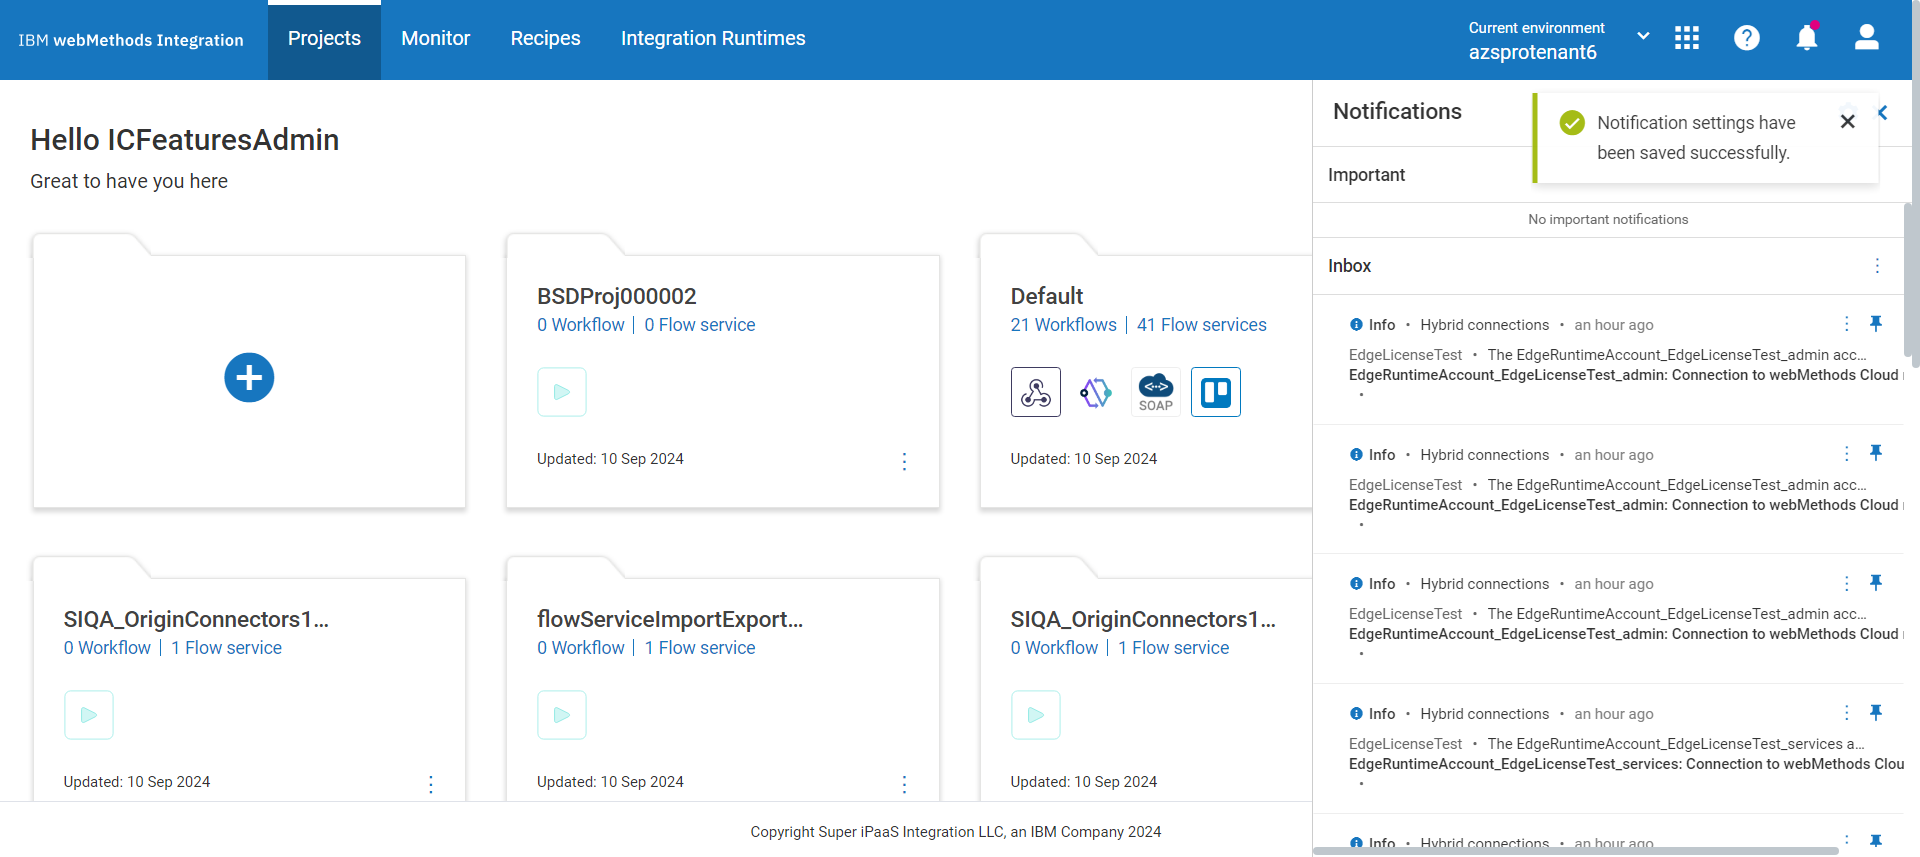 IBM webMethods Integration
Projects
Monitor
Recipes
Integration Runtimes
Current environment
azsprotenant6
Hello ICFeaturesAdmin
Great to have you here
BSDProj000002
0 Workflow | 0 Flow service
Updated: 10 Sep 2024
Default
21 Workflows | 41 Flow services
SOAP
Updated: 10 Sep 2024
SIQA_OriginConnectors1...
0 Workflow | 1 Flow service
Updated: 10 Sep 2024
flowServiceImportExport...
0 Workflow | 1 Flow service
Updated: 10 Sep 2024
SIQA_OriginConnectors1...
0 Workflow | 1 Flow service
Updated: 10 Sep 2024
Notifications
Notification settings have
been saved successfully.
Important
No important notifications
Inbox
Info • Hybrid connections • an hour ago
EdgeLicenseTest • The EdgeRuntimeAccount_EdgeLicenseTest_admin acc...
EdgeRuntimeAccount_EdgeLicenseTest_admin: Connection to webMethods Cloud
•
Info • Hybrid connections • an hour ago
EdgeLicenseTest • The EdgeRuntimeAccount_EdgeLicenseTest_admin acc...
EdgeRuntimeAccount_EdgeLicenseTest_admin: Connection to webMethods Cloud
•
Info • Hybrid connections • an hour ago
EdgeLicenseTest • The EdgeRuntimeAccount_EdgeLicenseTest_admin acc...
EdgeRuntimeAccount_EdgeLicenseTest_admin: Connection to webMethods Cloud
•
Info • Hybrid connections • an hour ago
EdgeLicenseTest • The EdgeRuntimeAccount_EdgeLicenseTest_services a...
EdgeRuntimeAccount_EdgeLicenseTest_services: Connection to webMethods Clou
•
Info • Hybrid connections • an hour ago
Copyright Super iPaaS Integration LLC, an IBM Company 2024